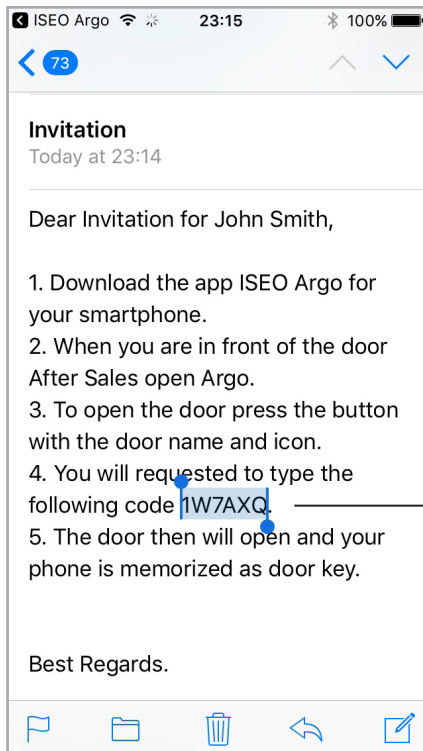 ISEO Argo 23:15 100%
73
Invitation
Today at 23:14
Dear Invitation for John Smith,
1. Download the app ISEO Argo for
your smartphone.
2. When you are in front of the door
After Sales open Argo.
3. To open the door press the button
with the door name and icon.
4. You will requested to type the
following code 1W7AXQ.
5. The door then will open and your
phone is memorized as door key.
Best Regards.